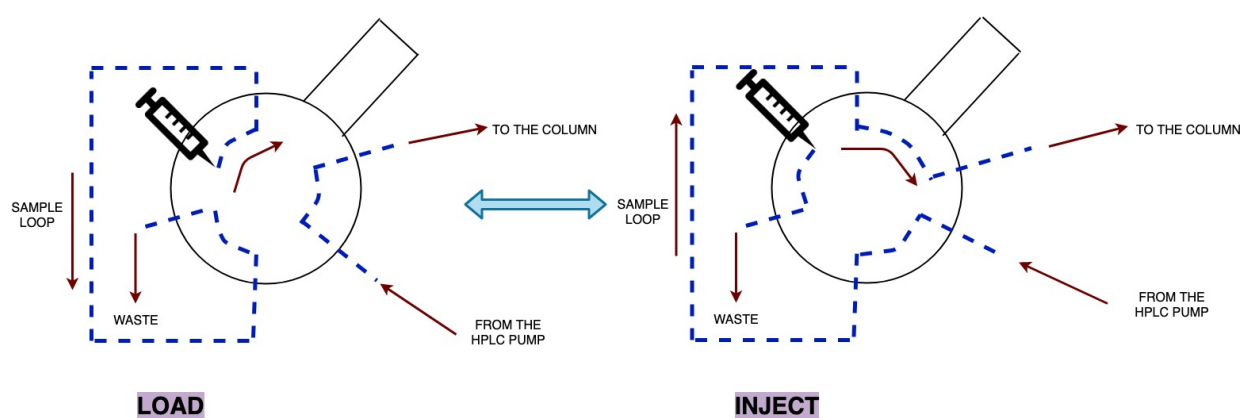 TO THE COLUMN
SAMPLE
LOOP
WASTE
FROM THE
HPLC PUMP
LOAD
TO THE COLUMN
SAMPLE
LOOP
WASTE
FROM THE
HPLC PUMP
INJECT